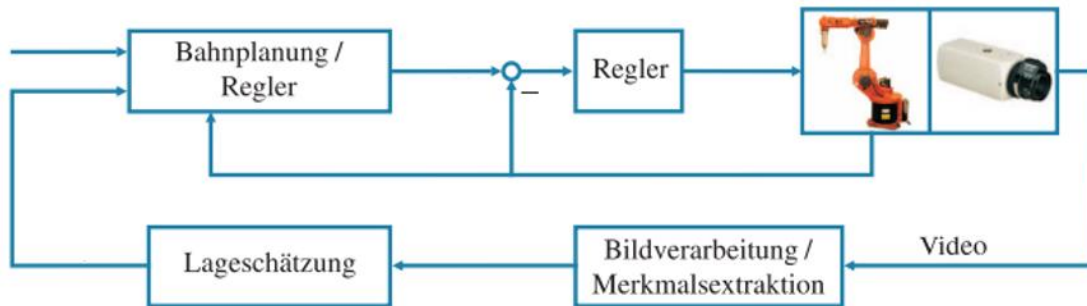 Bahnplanung /
Regler
Regler
–
Lageschätzung
Bildverarbeitung /
Merkmalsextraktion
Video